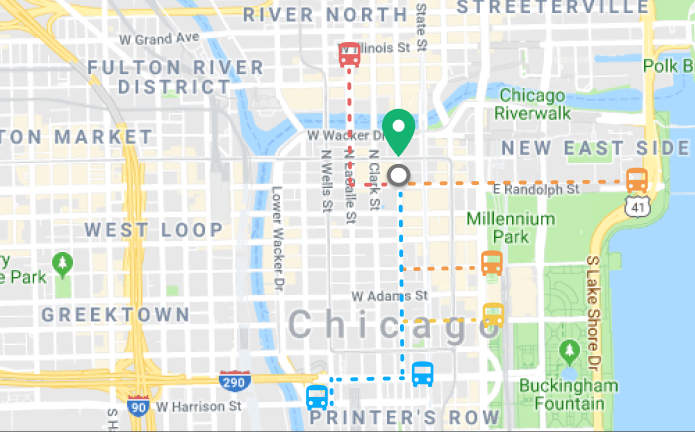 RIVER NORTH
STREETERVILLE
State St
W Grand Ave
W Illinois St
FULTON RIVER
DISTRICT
Polk B
Chicago
Riverwalk
TON MARKET
W Wacker Dr
NEW EAST SIDE
N Wells St
N LaSalle St
N Clark St
E Randolph St
41
Lower Wacker Dr
WEST LOOP
Millennium
Park
ry
e Park
S Lake Shore Dr
W Adams St
GREEKTOWN
Chicago
290
90
W Harrison St
S H
Buckingham
Fountain
PRINTER'S ROW